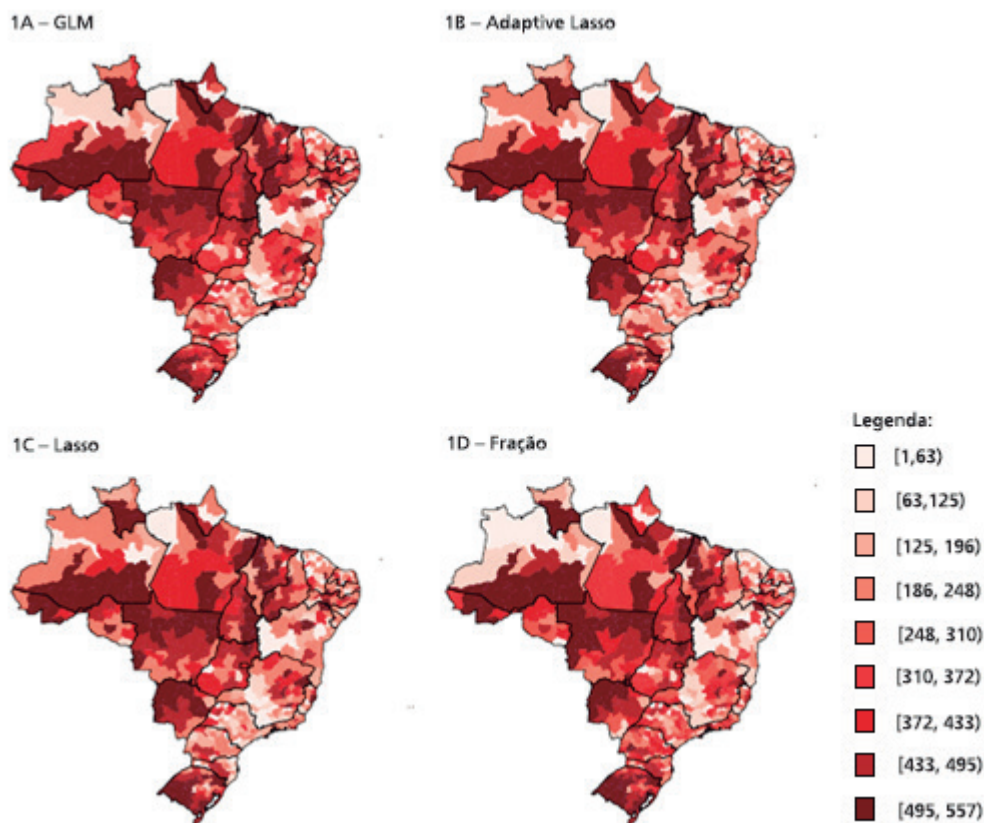 1A – GLM
1B – Adaptive Lasso
1C – Lasso
1D – Fração
Legenda:
[1,63)
[63,125)
[125, 196)
[186, 248)
[248, 310)
[310, 372)
[372, 433)
[433, 495)
[495, 557)